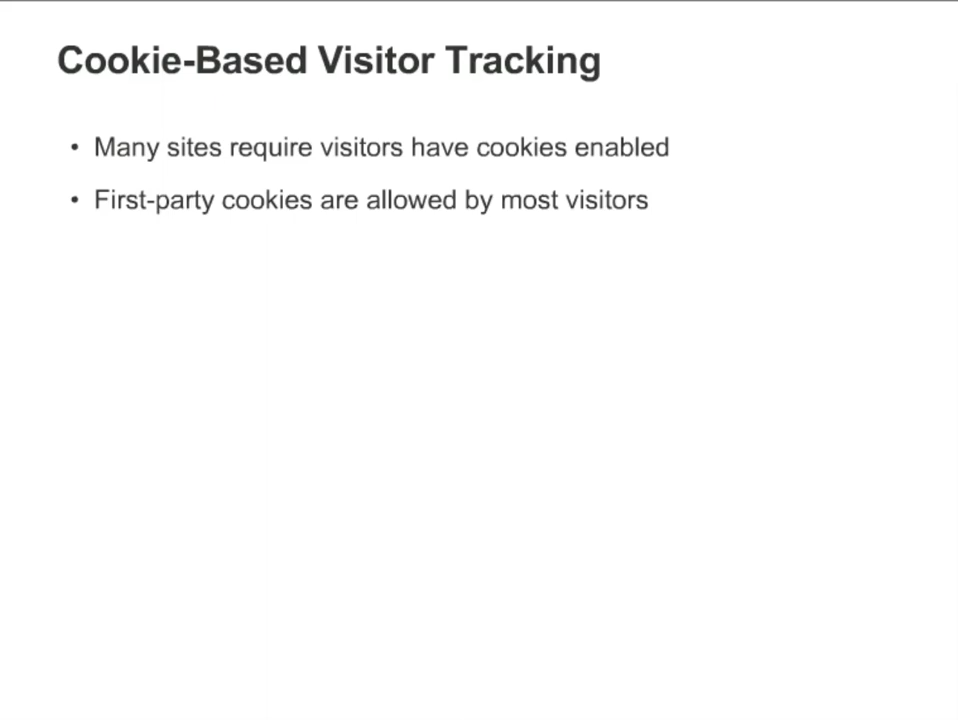 Cookie-Based Visitor Tracking
• Many sites require visitors have cookies enabled
• First-party cookies are allowed by most visitors